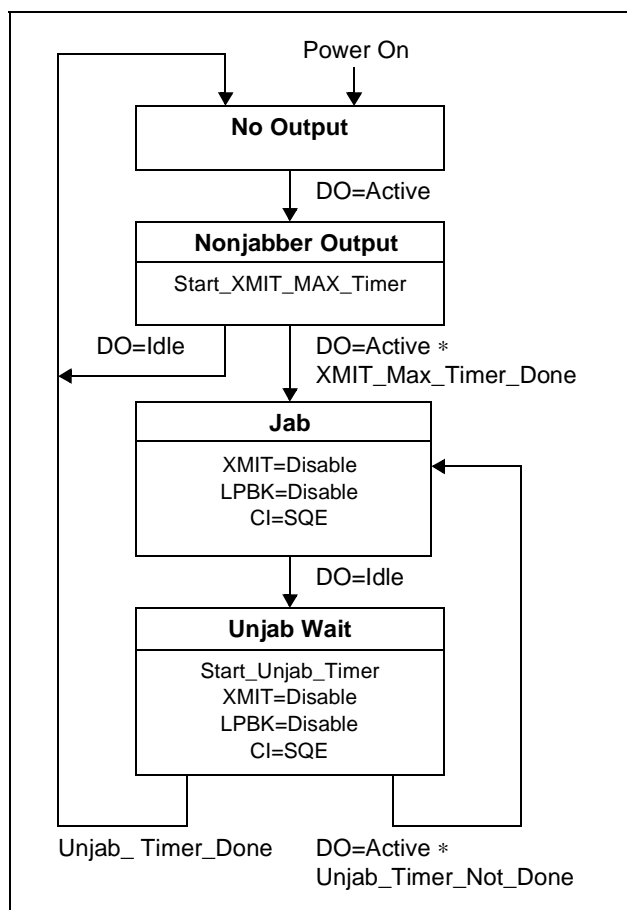 Power On
No Output
DO=Active
Nonjabber Output
Start_XMIT_MAX_Timer
DO=Idle
DO=Active *
XMIT_Max_Timer_Done
Jab
XMIT=Disable
LPBK=Disable
CI=SQE
DO=Idle
Unjab Wait
Start_Unjab_Timer
XMIT=Disable
LPBK=Disable
CI=SQE
Unjab_ Timer_Done
DO=Active *
Unjab_Timer_Not_Done